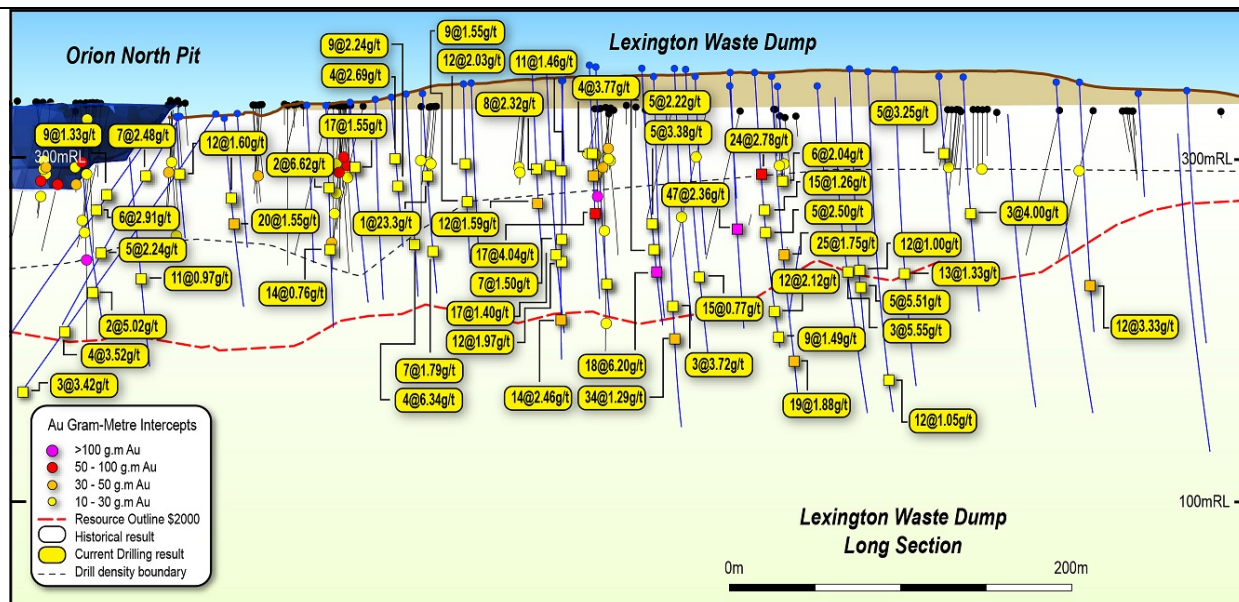 Orion North Pit
Lexington Waste Dump
9@2.24g/t
4@2.69g/t
9@1.55g/t
12@2.03g/t
11@1.46g/t
8@2.32g/t
4@3.77g/t
5@2.22g/t
5@3.38g/t
5@3.25g/t
9@1.33g/t
7@2.48g/t
12@1.60g/t
17@1.55g/t
24@2.78g/t
300mRL
300mRL
2@6.62g/t
6@2.04g/t
15@1.26g/t
47@2.36g/t
6@2.91g/t
20@1.55g/t
1@23.3g/t
12@1.59g/t
5@2.50g/t
3@4.00g/t
5@2.24g/t
17@4.04g/t
25@1.75g/t
12@1.00g/t
11@0.97g/t
14@0.76g/t
7@1.50g/t
12@2.12g/t
13@1.33g/t
17@1.40g/t
15@0.77g/t
5@5.51g/t
2@5.02g/t
12@1.97g/t
3@5.55g/t
12@3.33g/t
4@3.52g/t
9@1.49g/t
7@1.79g/t
18@6.20g/t
3@3.72g/t
3@3.42g/t
4@6.34g/t
14@2.46g/t
34@1.29g/t
19@1.88g/t
12@1.05g/t
Au Gram-Metre Intercepts
>100 g.m Au
50 - 100 g.m Au
30 - 50 g.m Au
10 - 30 g.m Au
Resource Outline $2000
Historical result
Current Drilling result
Drill density boundary
100mRL
Lexington Waste Dump
Long Section
0m
200m